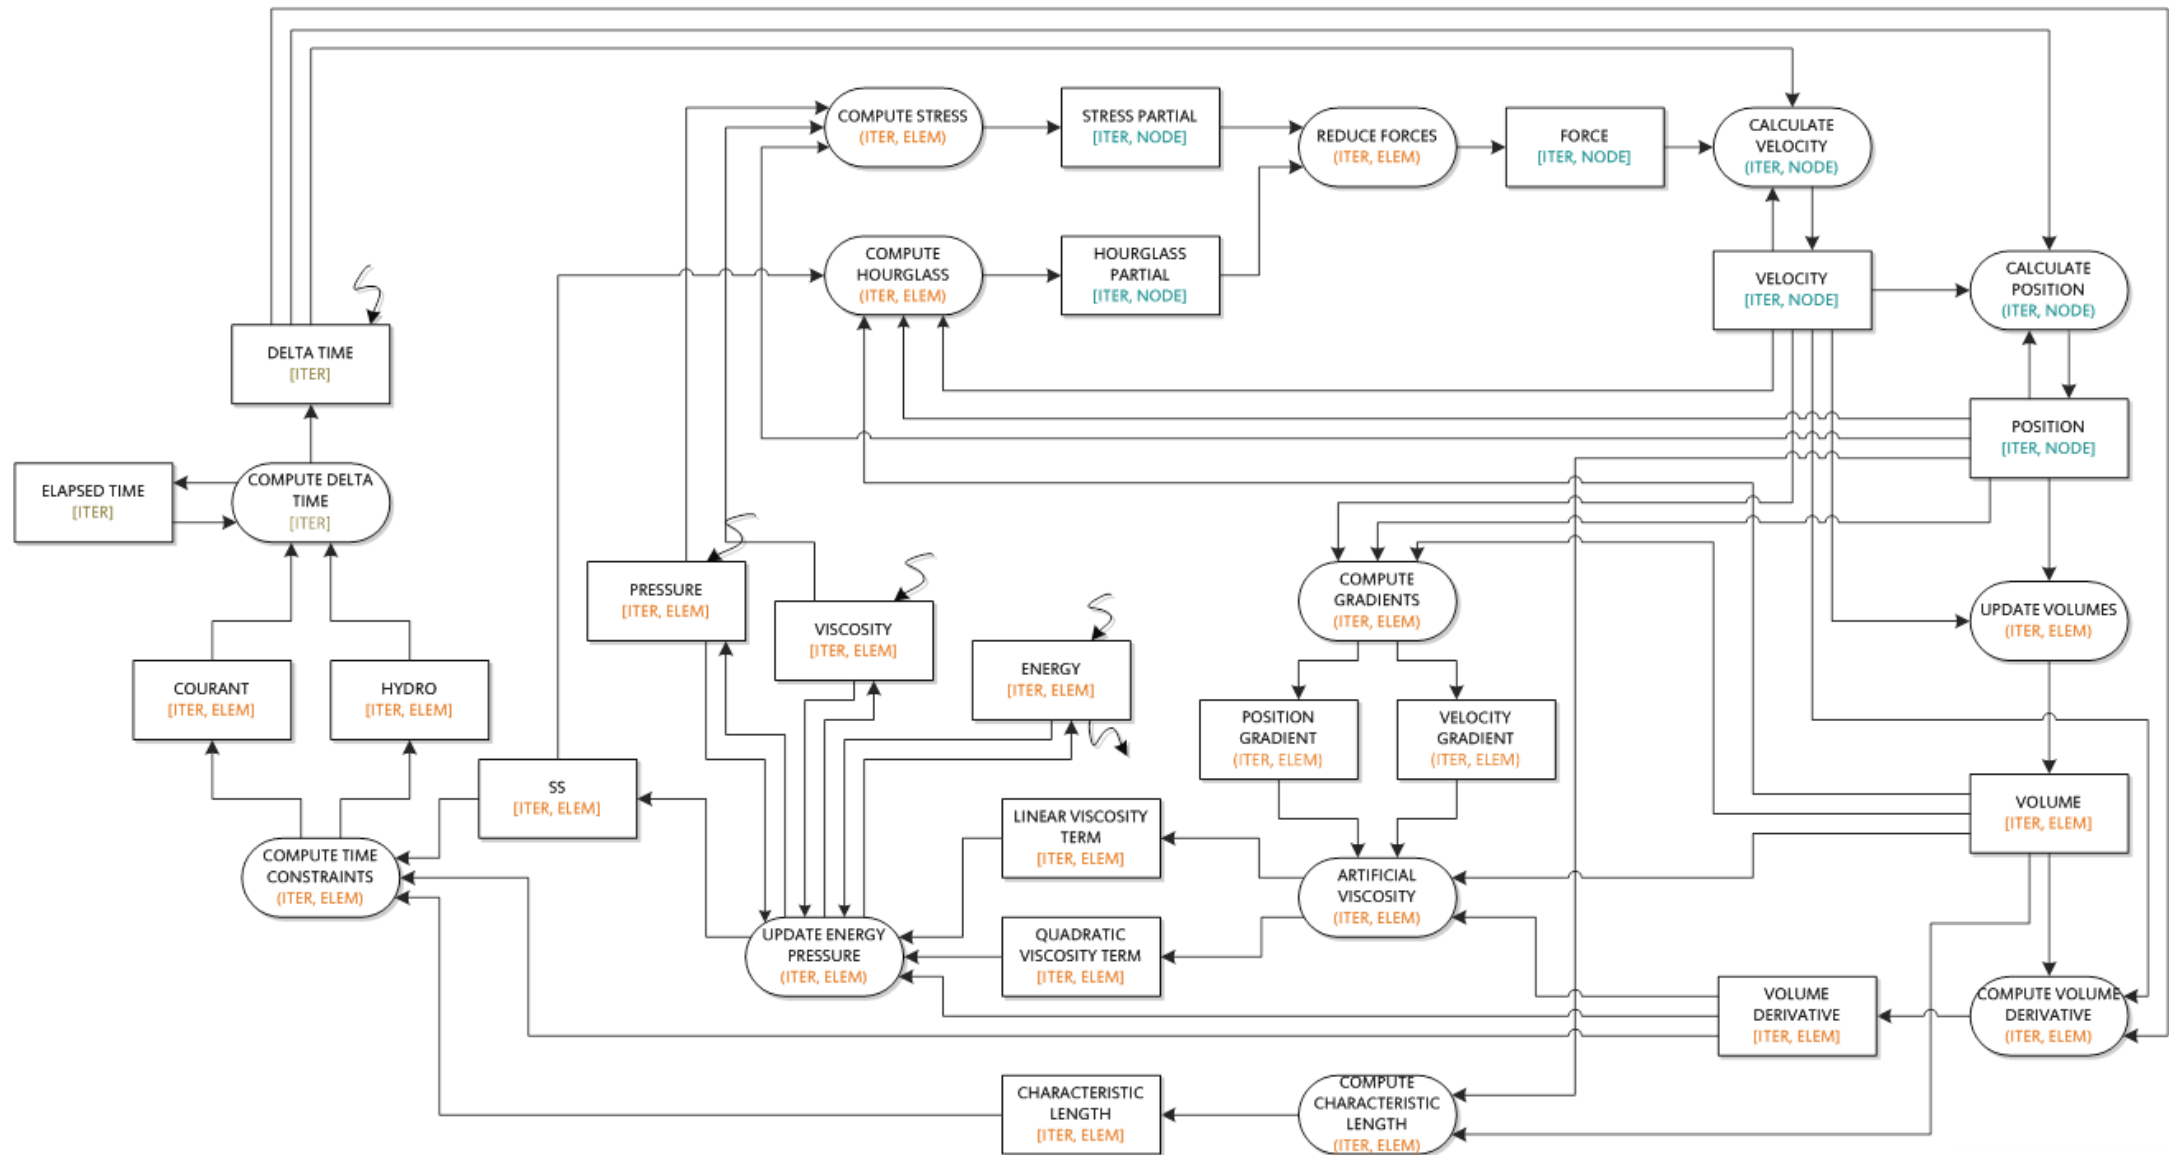 COMPUTE STRESS
(ITER, ELEM)
STRESS PARTIAL
[ITER, NODE]
REDUCE FORCES
(ITER, ELEM)
FORCE
[ITER, NODE]
CALCULATE
VELOCITY
(ITER, NODE)
COMPUTE
HOURGLASS
(ITER, ELEM)
HOURGLASS
PARTIAL
[ITER, NODE]
VELOCITY
[ITER, NODE]
CALCULATE
POSITION
(ITER, NODE)
DELTA TIME
[ITER]
POSITION
[ITER, NODE]
ELAPSED TIME
[ITER]
COMPUTE DELTA
TIME
[ITER]
PRESSURE
[ITER, ELEM]
VISCOSITY
[ITER, ELEM]
ENERGY
[ITER, ELEM]
COMPUTE
GRADIENTS
(ITER, ELEM)
UPDATE VOLUMES
(ITER, ELEM)
COURANT
[ITER, ELEM]
HYDRO
[ITER, ELEM]
POSITION
GRADIENT
(ITER, ELEM)
VELOCITY
GRADIENT
(ITER, ELEM)
SS
[ITER, ELEM]
LINEAR VISCOSITY
TERM
[ITER, ELEM]
VOLUME
[ITER, ELEM]
COMPUTE TIME
CONSTRAINTS
(ITER, ELEM)
ARTIFICIAL
VISCOSITY
(ITER, ELEM)
UPDATE ENERGY
PRESSURE
(ITER, ELEM)
QUADRATIC
VISCOSITY TERM
[ITER, ELEM]
VOLUME
DERIVATIVE
[ITER, ELEM]
COMPUTE VOLUME
DERIVATIVE
(ITER, ELEM)
CHARACTERISTIC
LENGTH
[ITER, ELEM]
COMPUTE
CHARACTERISTIC
LENGTH
(ITER, ELEM)